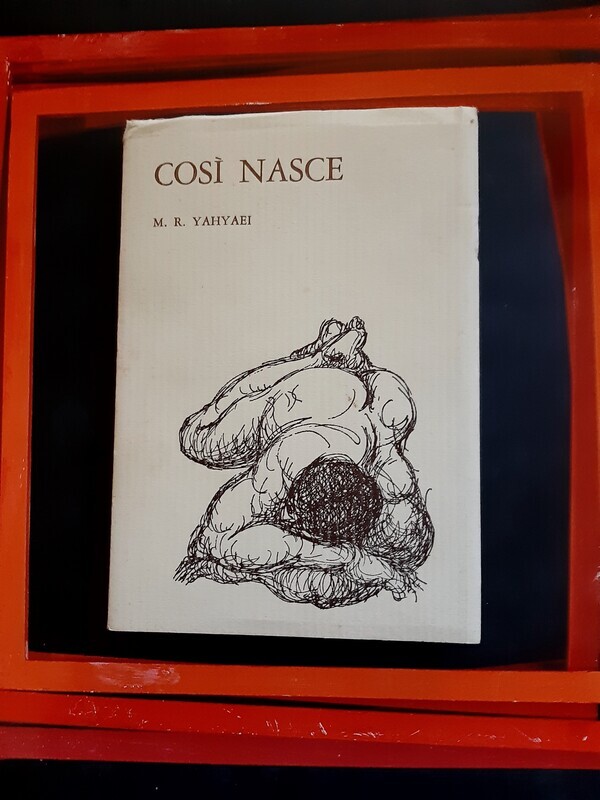 COSÌ NASCE
M. R. YAHYAEI